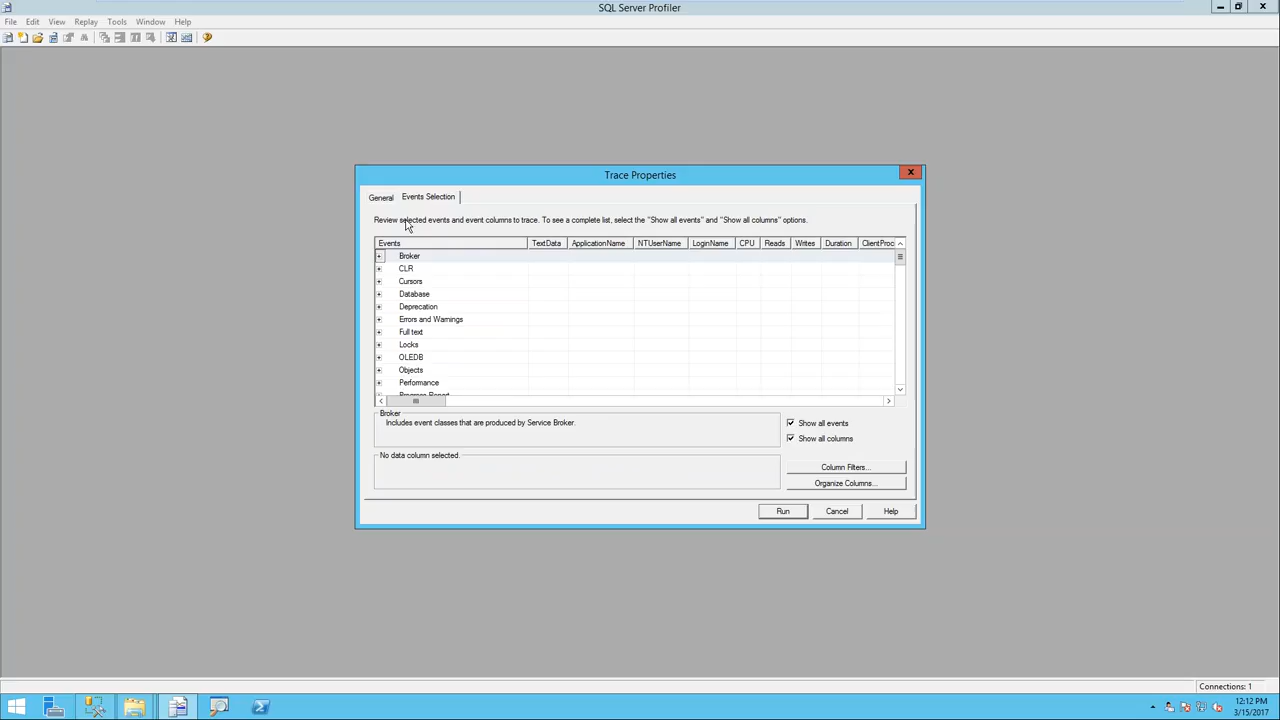 SQL Server Profiler
File Edit View Replay Tools Window Help
Trace Properties
General Events Selection
Review selected events and event columns to trace. To see a complete list, select the "Show all events" and "Show all columns" options.
Events TextData ApplicationName NTUserName LoginName CPU Reads Writes Duration ClientProc
Broker
CLR
Cursors
Database
Deprecation
Errors and Warnings
Full text
Locks
OLEDB
Objects
Performance
Progress Report
Broker
Includes event classes that are produced by Service Broker.
Show all events
No data column selected.
Show all columns
Column Filters...
Organize Columns...
Run Cancel Help
Connections: 1
12:12 PM
3/15/2017